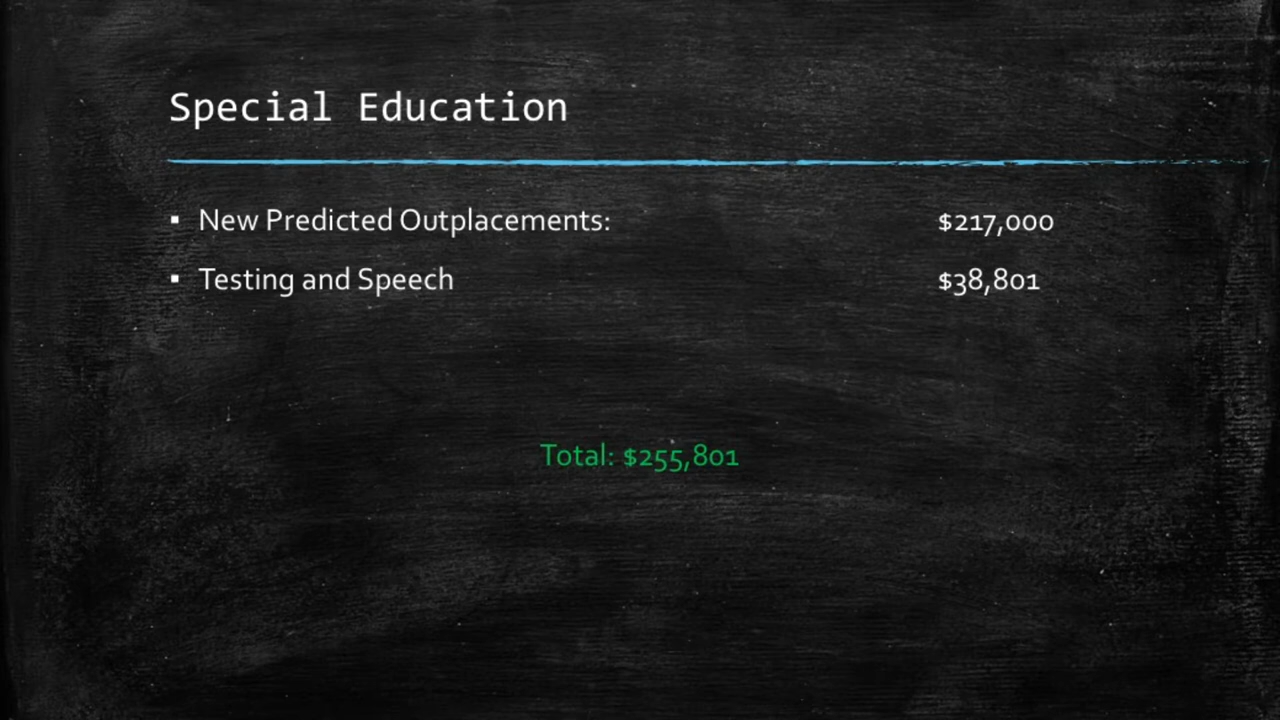 Special Education
▪ New Predicted Outplacements: $217,000
▪ Testing and Speech $38,801
Total: $255,801